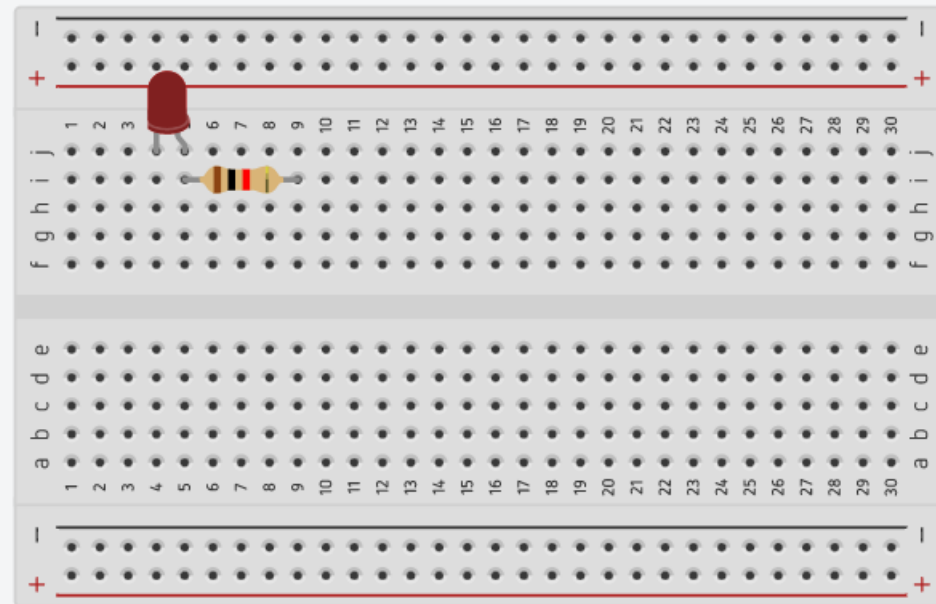 − −
+ +
1 2 3 4 6 7 8 9 10 11 12 13 14 15 16 17 18 19 20 21 22 23 24 25 26 27 28 29 30
j j
i i
h h
g g
f f
e e
d d
c c
b b
a a
1 2 3 4 5 6 7 8 9 10 11 12 13 14 15 16 17 18 19 20 21 22 23 24 25 26 27 28 29 30
− −
+ +